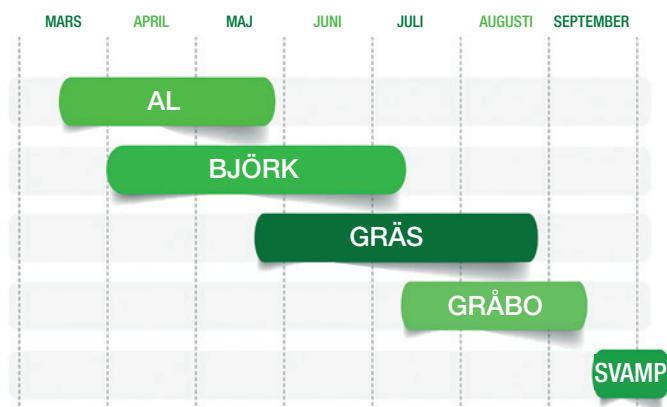 MARS APRIL MAJ JUNI JULI AUGUSTI SEPTEMBER
AL
BJÖRK
GRÄS
GRÅBO
SVAMP